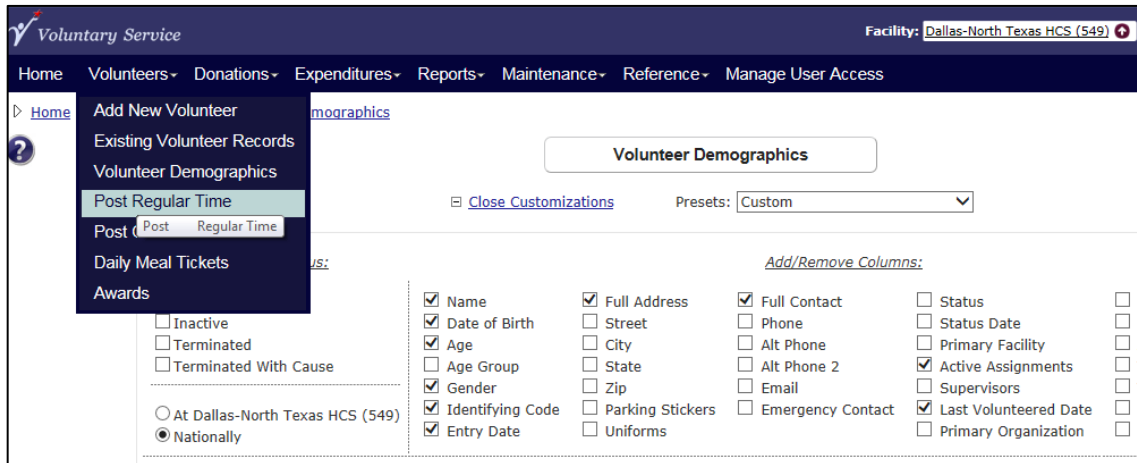 Voluntary Service
Facility: Dallas-North Texas HCS (549)
Home Volunteers Donations Expenditures Reports Maintenance Reference Manage User Access
Home mographics
Add New Volunteer
Existing Volunteer Records
Volunteer Demographics
Post Regular Time
Post Regular Time
Post
Daily Meal Tickets
Awards
?
Volunteer Demographics
Close Customizations Presets: Custom
us:
Inactive
Terminated
Terminated With Cause
At Dallas-North Texas HCS (549)
Nationally
Add/Remove Columns:
Name Full Address Full Contact Status
Date of Birth Street Phone Status Date
Age City Alt Phone Primary Facility
Age Group State Alt Phone 2 Active Assignments
Gender Zip Email Supervisors
Identifying Code Parking Stickers Emergency Contact Last Volunteered Date
Entry Date Uniforms Primary Organization